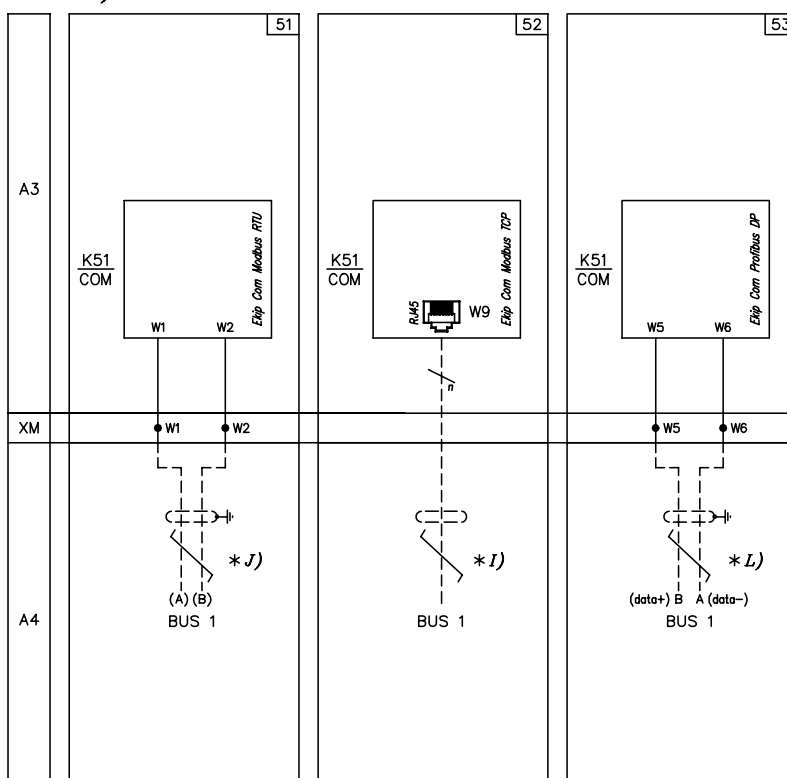 )
51
52
53
A3
K51
COM
Ekip Com Modbus RTU
W1 W2
K51
COM
RJ45
W9
Ekip Com Modbus TCP
n
K51
COM
Ekip Com Profibus DP
W5 W6
XM
W1 W2
W5 W6
*J)
*I)
*L)
(A) (B)
BUS 1
BUS 1
(data+) B A (data-)
BUS 1
A4